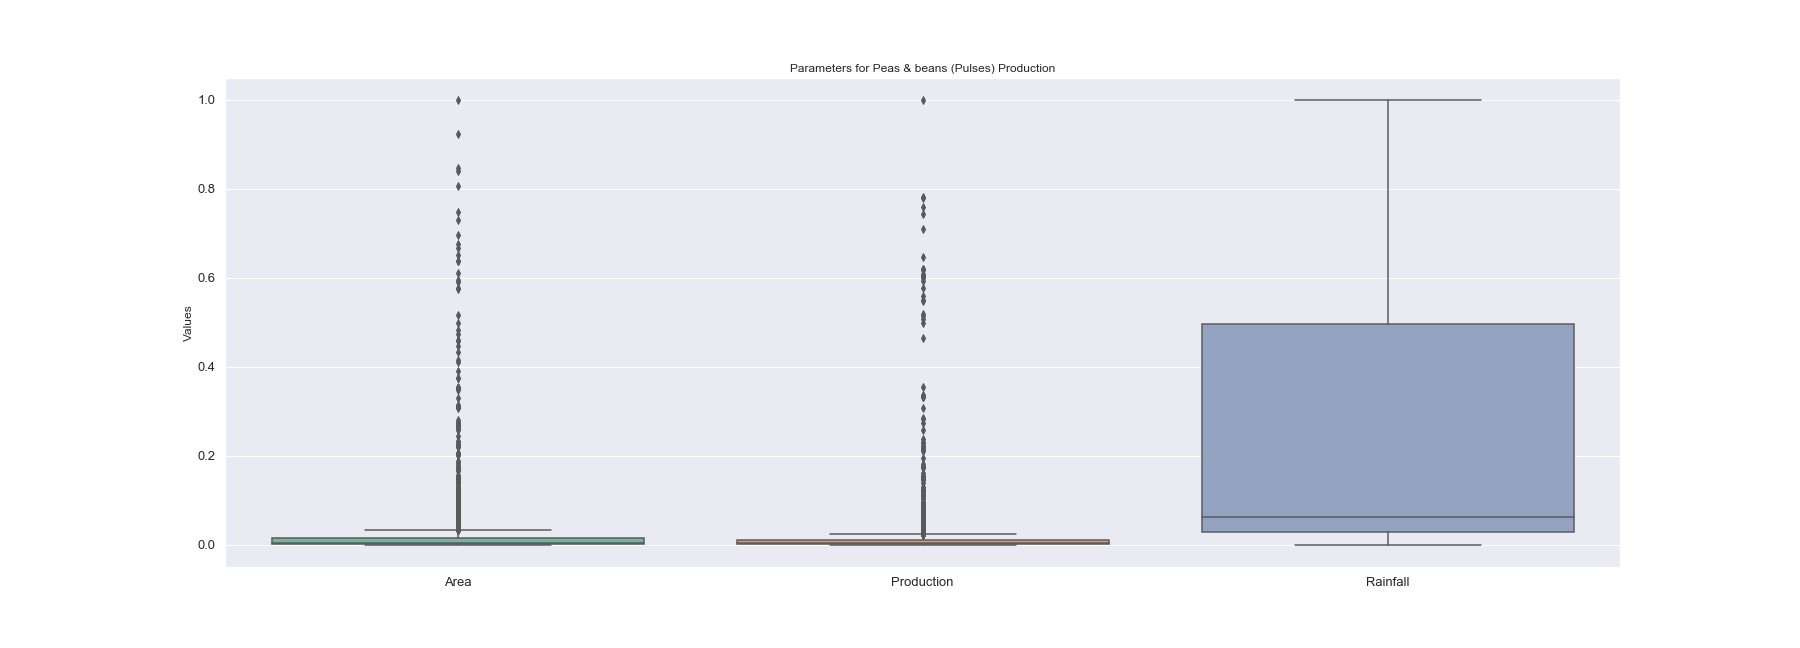 Parameters for Peas & beans (Pulses) Production
1.0
0.8
0.6
0.4
0.2
0.0
Values
Area
Production
Rainfall